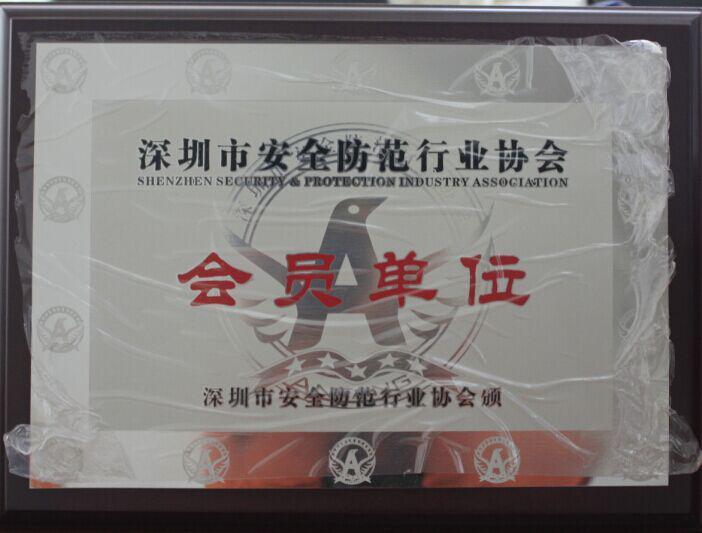 深圳市安全防范行业协会
SHENZHEN SECURITY & PROTECTION INDUSTRY ASSOCIATION
会员单位
深圳市安全防范行业协会颁